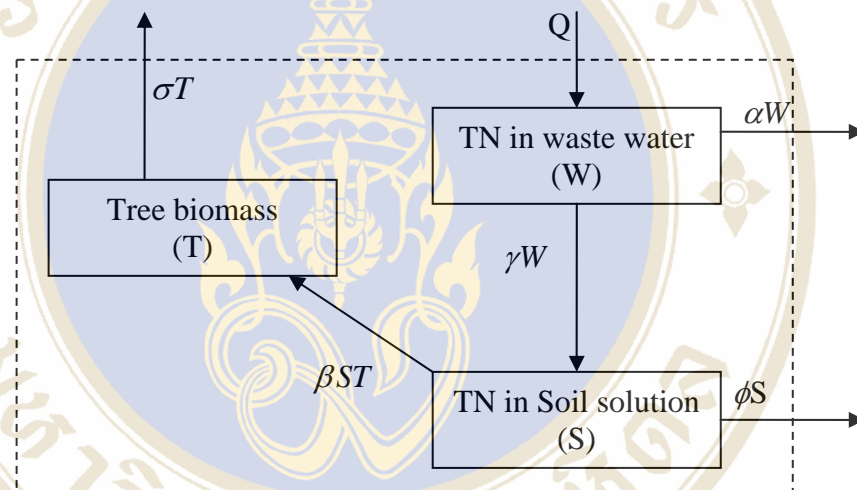 Q
σT
TN in waste water
(W)
αW
Tree biomass
(T)
γW
βST
TN in Soil solution
(S)
ϕS